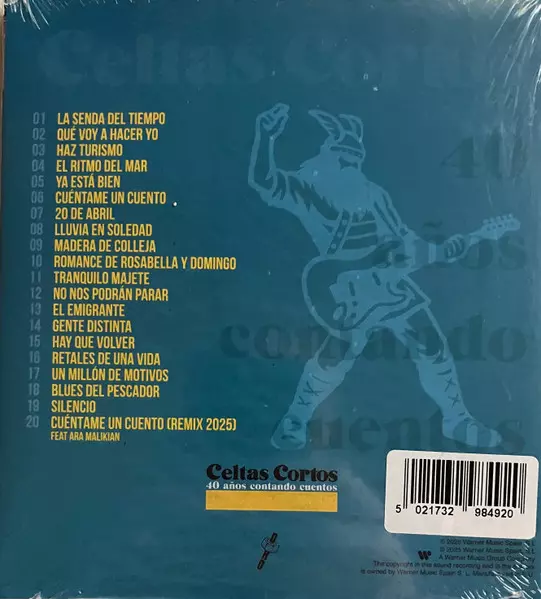 Celtas Cortos
40
años
contando
cuentos
01 LA SENDA DEL TIEMPO
02 QUÉ VOY A HACER YO
03 HAZ TURISMO
04 EL RITMO DEL MAR
05 YA ESTÁ BIEN
06 CUÉNTAME UN CUENTO
07 20 DE ABRIL
08 LLUVIA EN SOLEDAD
09 MADERA DE COLLEJA
10 ROMANCE DE ROSABELLA Y DOMINGO
11 TRANQUILO MAJETE
12 NO NOS PODRÁN PARAR
13 EL EMIGRANTE
14 GENTE DISTINTA
15 HAY QUE VOLVER
16 RETALES DE UNA VIDA
17 UN MILLÓN DE MOTIVOS
18 BLUES DEL PESCADOR
19 SILENCIO
20 CUÉNTAME UN CUENTO (REMIX 2025)
FEAT ARA MALIKIAN
Celtas Cortos
40 años contando cuentos
5 021732 984920
℗ 2025 Warner Music Spain, S.L.
© 2025 Warner Music Spain, S.L.
A Warner Music Group Company
The copyright in this sound recording and
is owned by Warner Music Spain S. L.